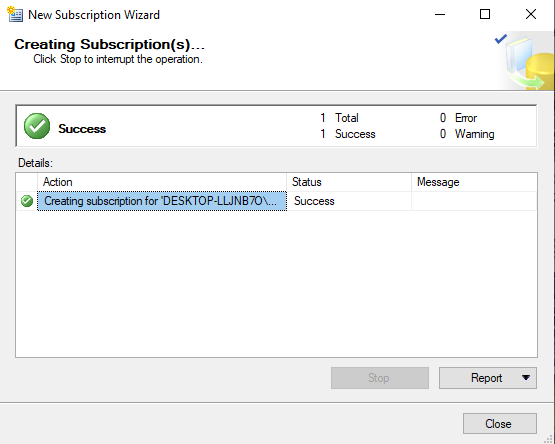 New Subscription Wizard
Creating Subscription(s)...
Click Stop to interrupt the operation.
Success
1 Total 0 Error
1 Success 0 Warning
Details:
Action Status Message
Creating subscription for 'DESKTOP-LLJNB7O\... Success
Stop Report
Close